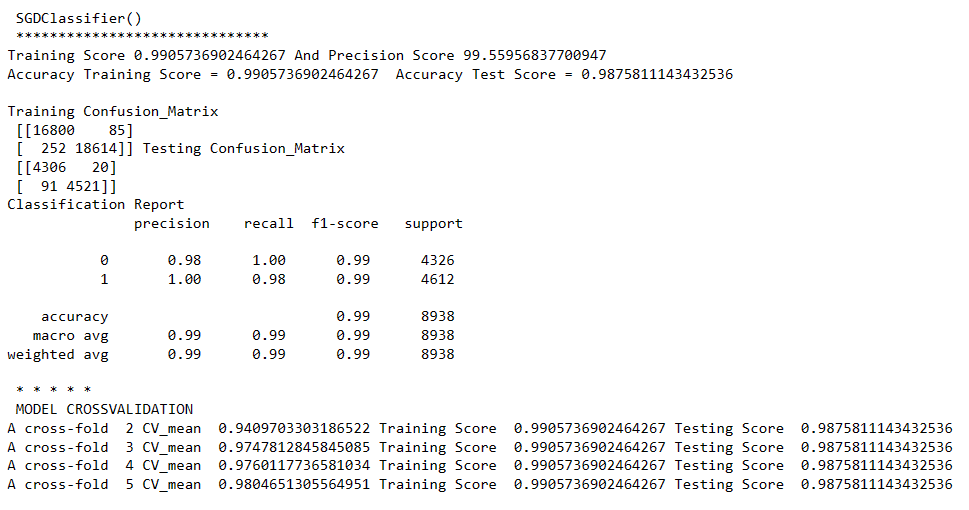 SGDClassifier()
******************************
Training Score 0.9905736902464267 And Precision Score 99.55956837700947
Accuracy Training Score = 0.9905736902464267  Accuracy Test Score = 0.9875811143432536
Training Confusion_Matrix
[[16800    85]
[  252 18614]] Testing Confusion_Matrix
[[4306   20]
[  91 4521]]
Classification Report
precision    recall  f1-score   support
0       0.98      1.00      0.99      4326
1       1.00      0.98      0.99      4612
accuracy                           0.99      8938
macro avg       0.99      0.99      0.99      8938
weighted avg       0.99      0.99      0.99      8938
* * * * *
MODEL CROSSVALIDATION
A cross-fold  2 CV_mean  0.9409703303186522 Training Score  0.9905736902464267 Testing Score  0.9875811143432536
A cross-fold  3 CV_mean  0.9747812845845085 Training Score  0.9905736902464267 Testing Score  0.9875811143432536
A cross-fold  4 CV_mean  0.9760117736581034 Training Score  0.9905736902464267 Testing Score  0.9875811143432536
A cross-fold  5 CV_mean  0.9804651305564951 Training Score  0.9905736902464267 Testing Score  0.9875811143432536